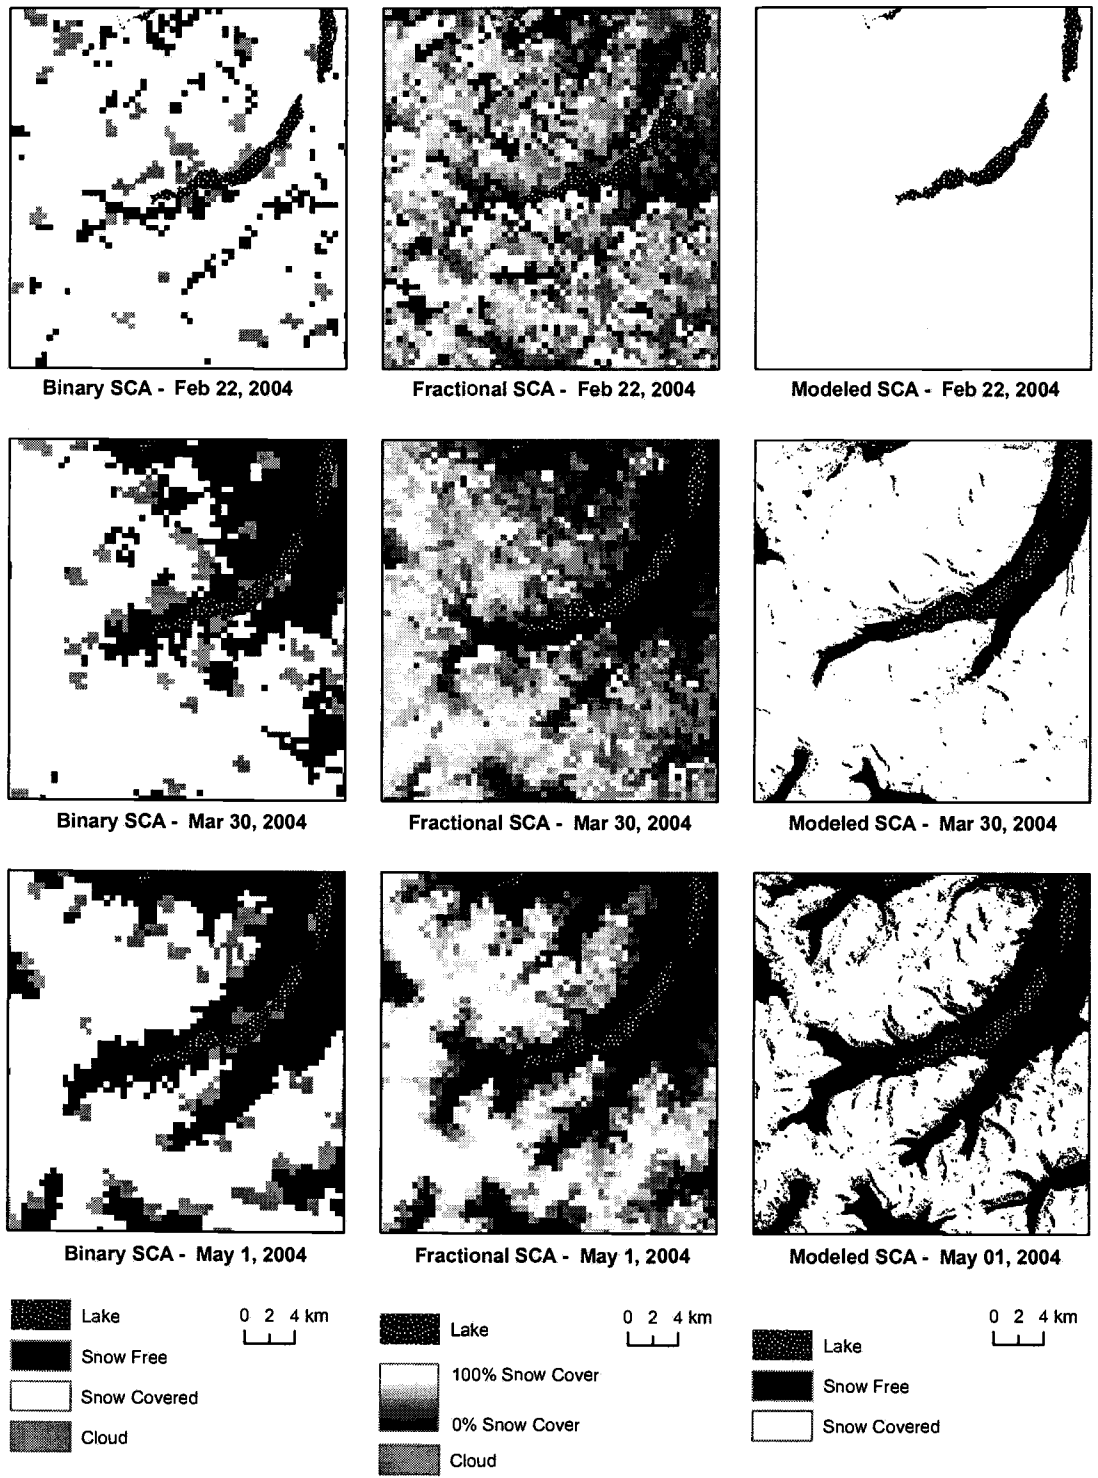 Binary SCA - Feb 22, 2004
Fractional SCA - Feb 22, 2004
Modeled SCA - Feb 22, 2004
Binary SCA - Mar 30, 2004
Fractional SCA - Mar 30, 2004
Modeled SCA - Mar 30, 2004
Binary SCA - May 1, 2004
Fractional SCA - May 1, 2004
Modeled SCA - May 01, 2004
Lake
Snow Free
Snow Covered
Cloud
0 2 4 km
Lake
100% Snow Cover
0% Snow Cover
Cloud
0 2 4 km
Lake
Snow Free
Snow Covered
0 2 4 km